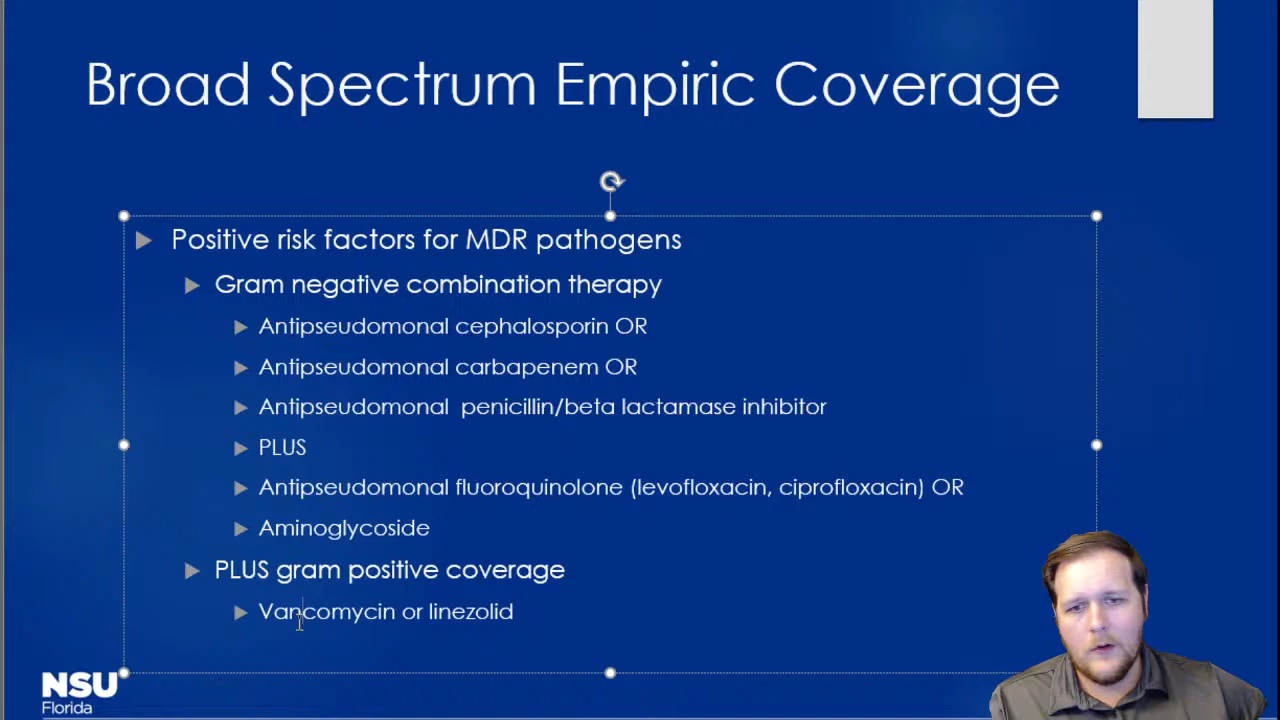 Broad Spectrum Empiric Coverage
Positive risk factors for MDR pathogens
Gram negative combination therapy
Antipseudomonal cephalosporin OR
Antipseudomonal carbapenem OR
Antipseudomonal penicillin/beta lactamase inhibitor
PLUS
Antipseudomonal fluoroquinolone (levofloxacin, ciprofloxacin) OR
Aminoglycoside
PLUS gram positive coverage
Vancomycin or linezolid
NSU
Florida